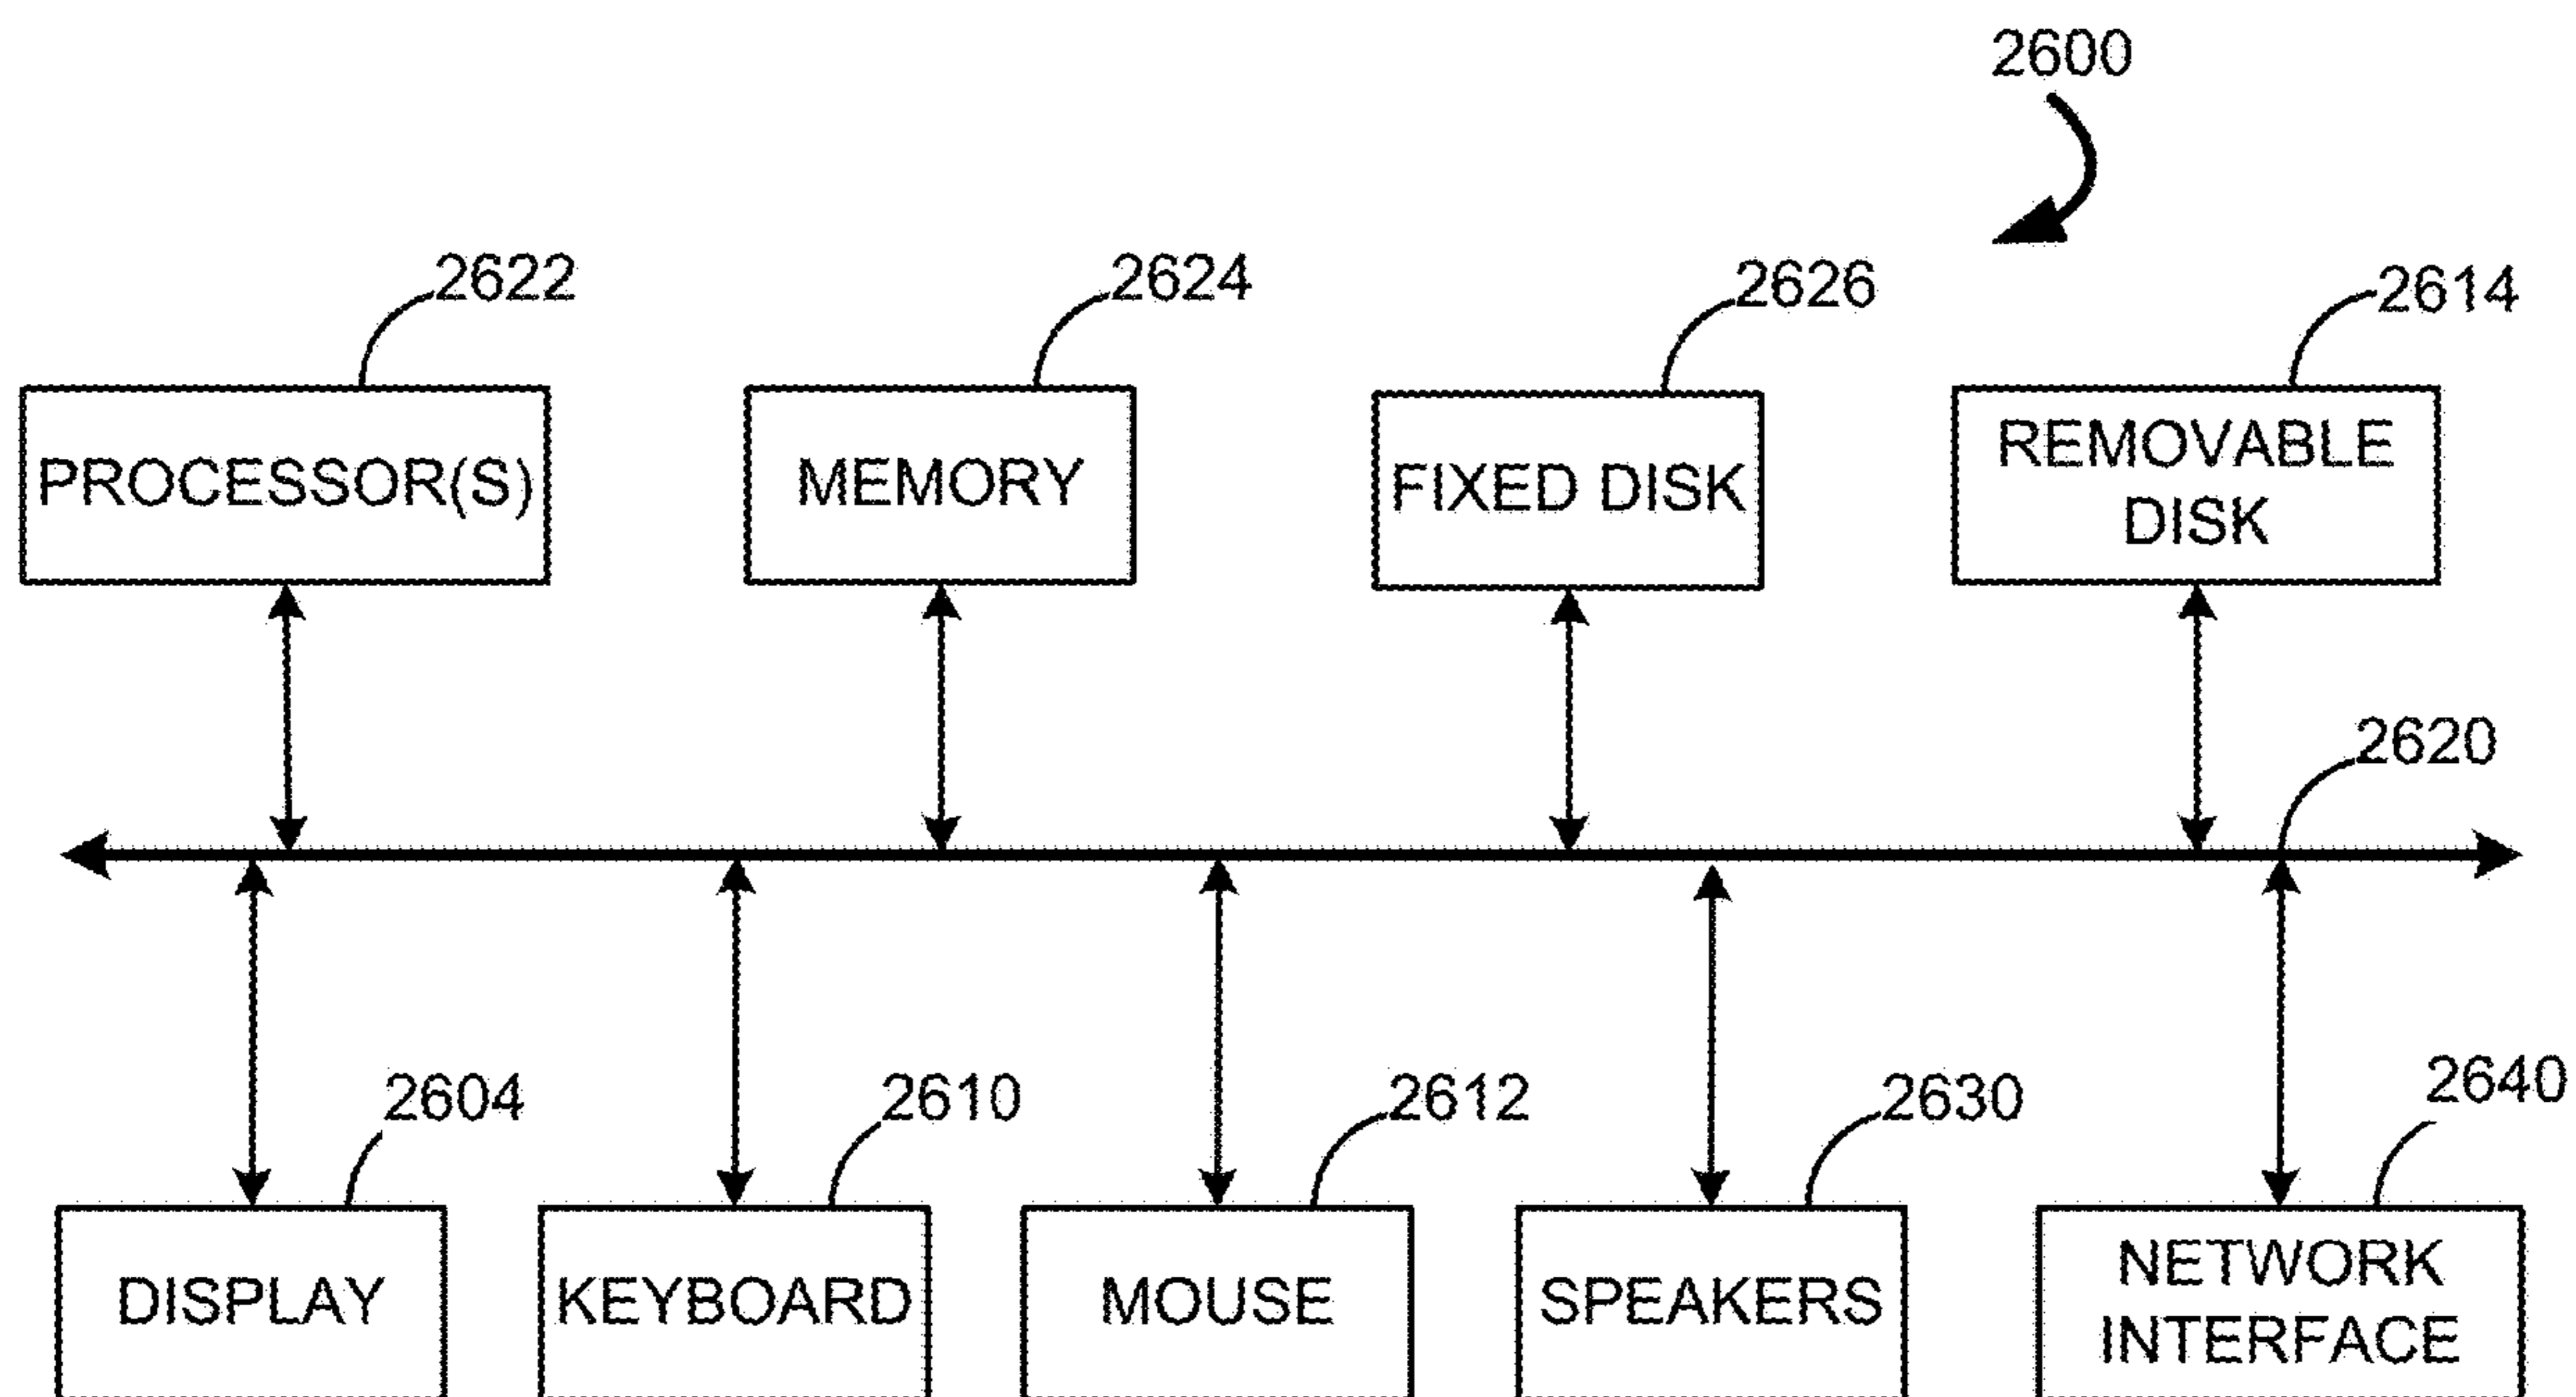 2600
2622
2624
2626
2614
PROCESSOR(S)
MEMORY
FIXED DISK
REMOVABLE
DISK
2620
2604
2610
2612
2630
2640
DISPLAY
KEYBOARD
MOUSE
SPEAKERS
NETWORK
INTERFACE